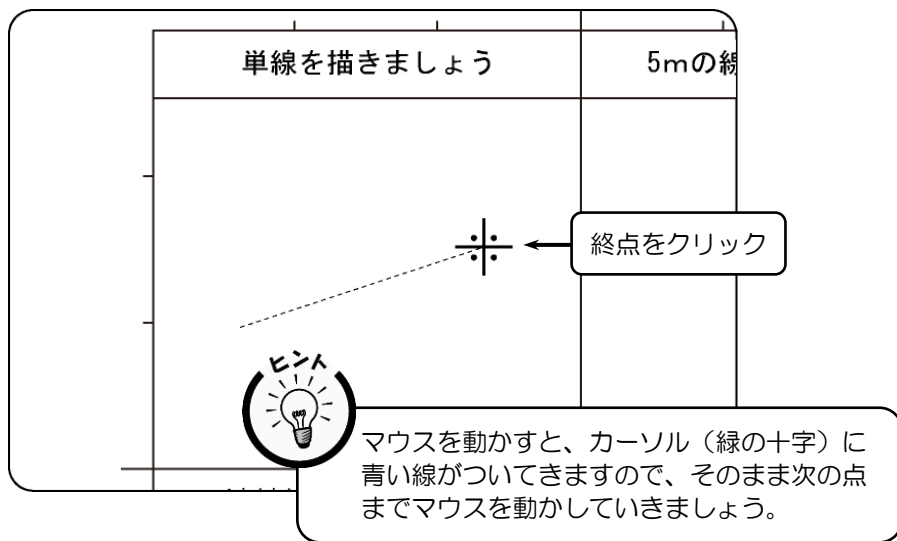 単線を描きましょう
5mの線
終点をクリック
ヒント
マウスを動かすと、カーソル（緑の十字）に
青い線がついてきますので、そのまま次の点
までマウスを動かしていきましょう。